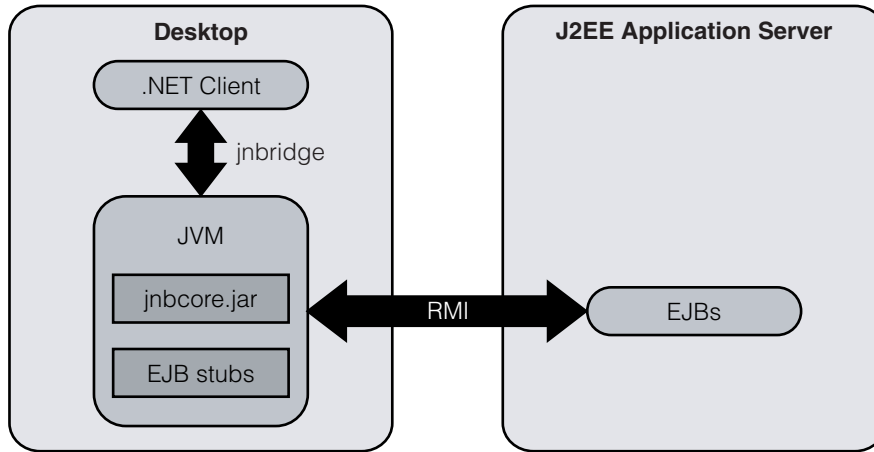 Desktop
.NET Client
jnbridge
JVM
jnbcore.jar
EJB stubs
RMI
J2EE Application Server
EJBs